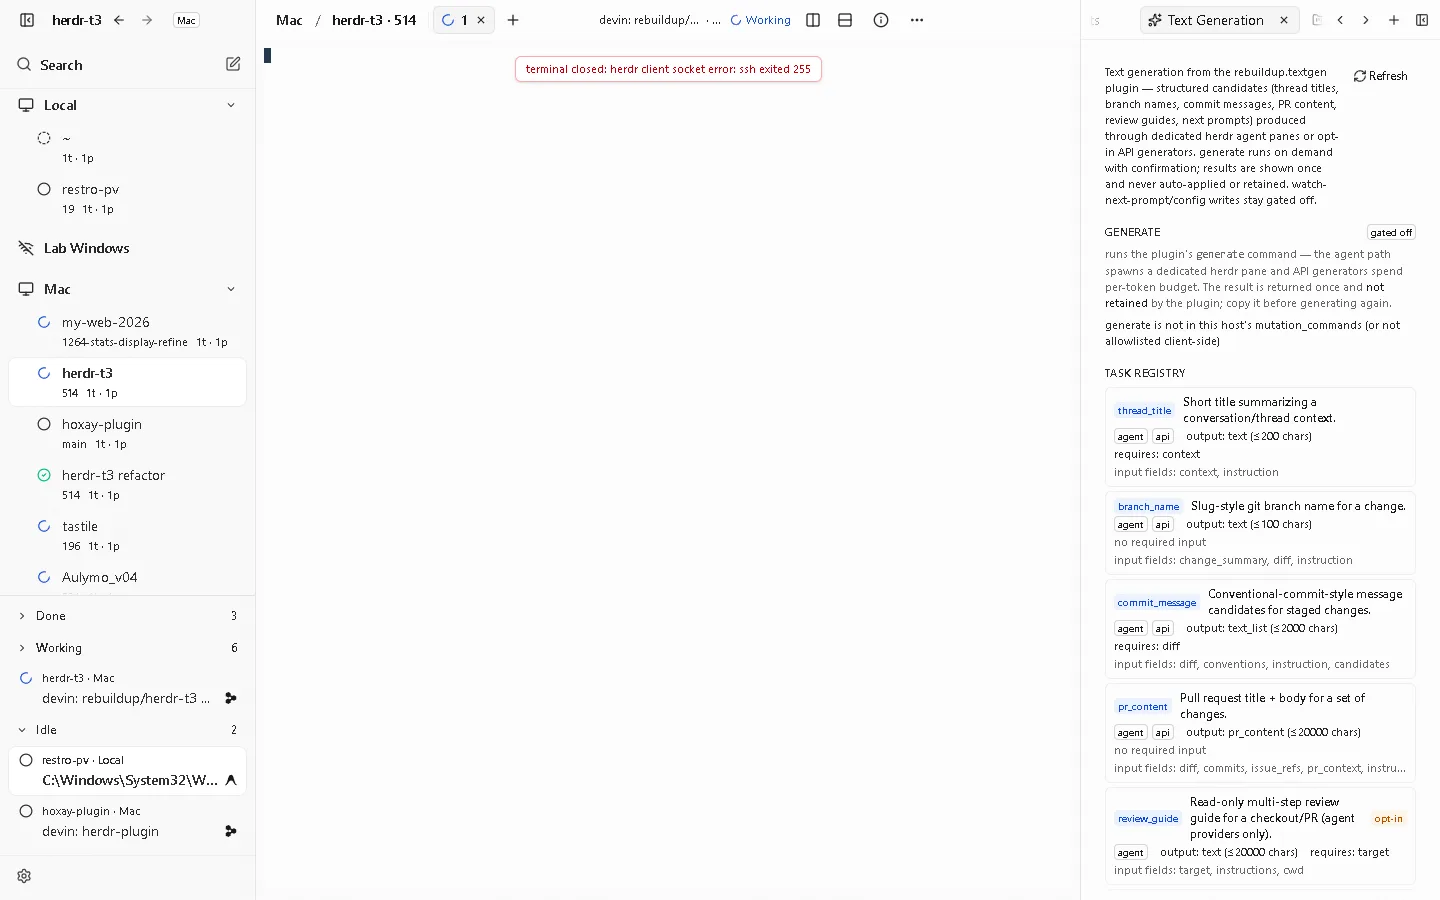 herdr-t3
Mac
Search
Local
~
1t · 1p
restro-pv
19 1t · 1p
Lab Windows
Mac
my-web-2026
1264-stats-display-refine 1t · 1p
herdr-t3
514 1t · 1p
hoxay-plugin
main 1t · 1p
herdr-t3 refactor
514 1t · 1p
tastile
196 1t · 1p
Aulymo_v04
Done 3
Working 6
herdr-t3 · Mac
devin: rebuildup/herdr-t3 ...
Idle 2
restro-pv · Local
C:\Windows\System32\W...
hoxay-plugin · Mac
devin: herdr-plugin
Mac / herdr-t3 · 514
1
devin: rebuildup/... · ...
Working
terminal closed: herdr client socket error: ssh exited 255
ts
Text Generation
Text generation from the rebuildup.textgen
plugin — structured candidates (thread titles,
branch names, commit messages, PR content,
review guides, next prompts) produced
through dedicated herdr agent panes or opt-
in API generators. generate runs on demand
with confirmation; results are shown once
and never auto-applied or retained. watch-
next-prompt/config writes stay gated off.
Refresh
GENERATE
gated off
runs the plugin's generate command — the agent path
spawns a dedicated herdr pane and API generators spend
per-token budget. The result is returned once and not
retained by the plugin; copy it before generating again.
generate is not in this host's mutation_commands (or not
allowlisted client-side)
TASK REGISTRY
thread_title
Short title summarizing a
conversation/thread context.
agent api output: text (≤200 chars)
requires: context
input fields: context, instruction
branch_name Slug-style git branch name for a change.
agent api output: text (≤100 chars)
no required input
input fields: change_summary, diff, instruction
commit_message
Conventional-commit-style message
candidates for staged changes.
agent api output: text_list (≤2000 chars)
requires: diff
input fields: diff, conventions, instruction, candidates
pr_content
Pull request title + body for a set of
changes.
agent api output: pr_content (≤20000 chars)
no required input
input fields: diff, commits, issue_refs, pr_context, instru...
review_guide
Read-only multi-step review
guide for a checkout/PR (agent
providers only).
opt-in
agent output: text (≤20000 chars) requires: target
input fields: target, instructions, cwd